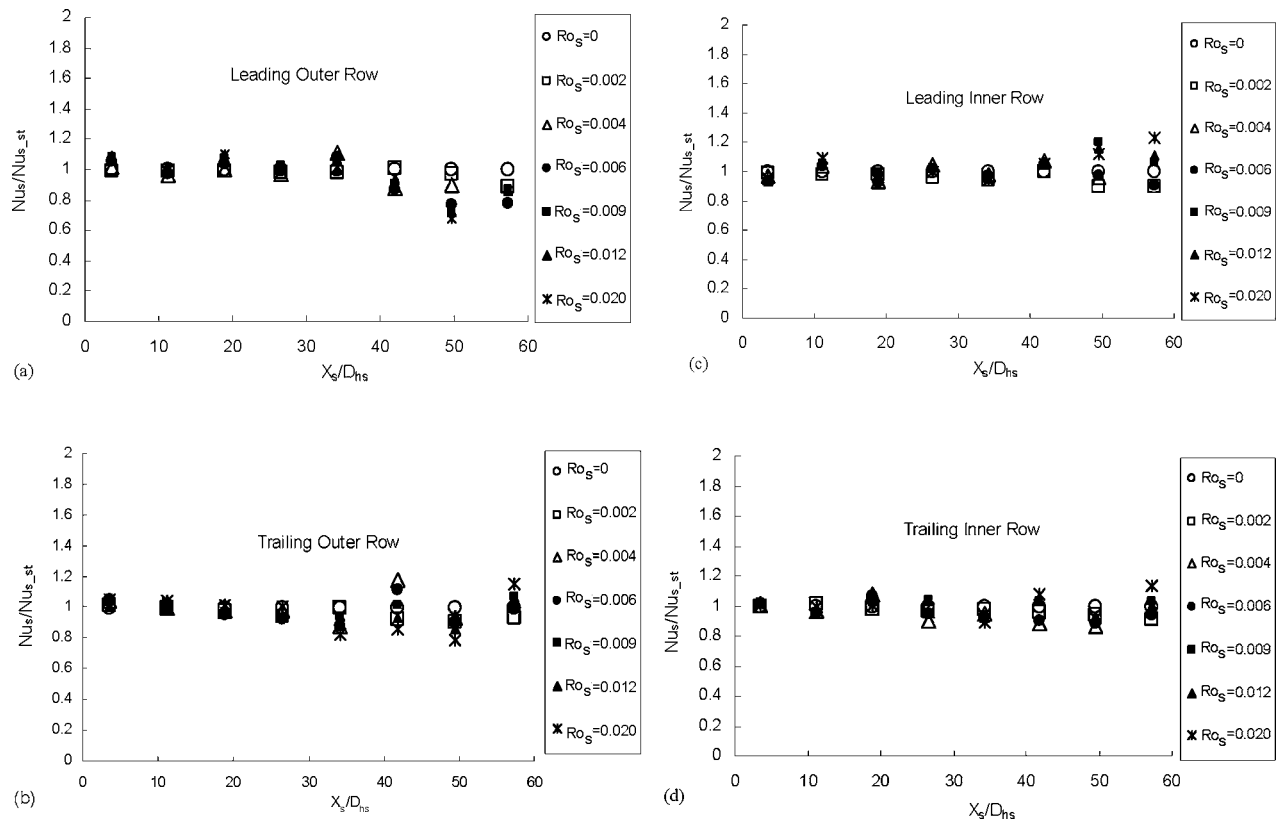 2
1.8
1.6
1.4
1.2
1
0.8
0.6
0.4
0.2
0
Nus/Nus_st
Leading Outer Row
0 10 20 30 40 50 60
Xs/Dhs
(a)
Ros=0
Ros=0.002
Ros=0.004
Ros=0.006
Ros=0.009
Ros=0.012
Ros=0.020
2
1.8
1.6
1.4
1.2
1
0.8
0.6
0.4
0.2
0
Nus/Nus_st
Trailing Outer Row
0 10 20 30 40 50 60
Xs/Dhs
(b)
Ros=0
Ros=0.002
Ros=0.004
Ros=0.006
Ros=0.009
Ros=0.012
Ros=0.020
2
1.8
1.6
1.4
1.2
1
0.8
0.6
0.4
0.2
0
Nus/Nus_st
Leading Inner Row
0 10 20 30 40 50 60
Xs/Dhs
(c)
Ros=0
Ros=0.002
Ros=0.004
Ros=0.006
Ros=0.009
Ros=0.012
Ros=0.020
2
1.8
1.6
1.4
1.2
1
0.8
0.6
0.4
0.2
0
Nus/Nus_st
Trailing Inner Row
0 10 20 30 40 50 60
Xs/Dhs
(d)
Ros=0
Ros=0.002
Ros=0.004
Ros=0.006
Ros=0.009
Ros=0.012
Ros=0.020